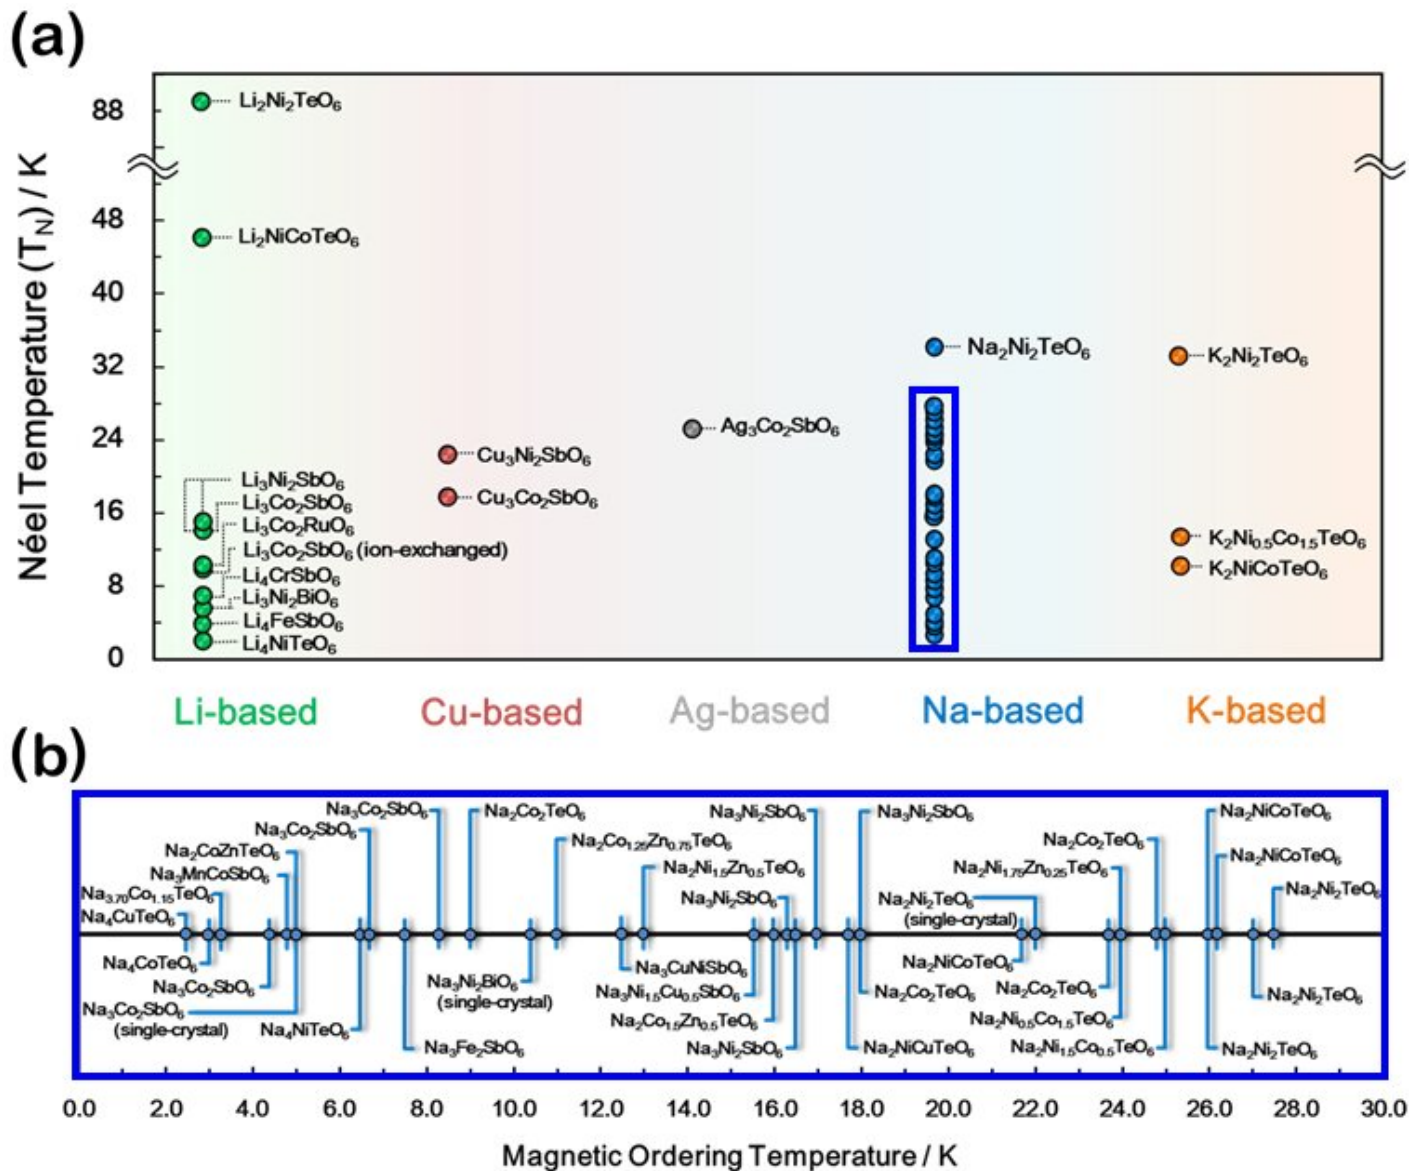 (a)
Néel Temperature (T_N) / K
88
48
40
32
24
16
8
0
Li₂Ni₂TeO₆
Li₂NiCoTeO₆
Li₃Ni₂SbO₆
Li₃Co₂SbO₆
Li₃Co₂RuO₆
Li₃Co₂SbO₆ (ion-exchanged)
Li₄CrSbO₆
Li₃Ni₂BiO₆
Li₄FeSbO₆
Li₄NiTeO₆
Cu₃Ni₂SbO₆
Cu₃Co₂SbO₆
Ag₃Co₂SbO₆
Na₂Ni₂TeO₆
K₂Ni₂TeO₆
K₂Ni₀.₅Co₁.₅TeO₆
K₂NiCoTeO₆
Li-based Cu-based Ag-based Na-based K-based
(b)
Na₃Co₂SbO₆
Na₃Co₂SbO₆
Na₂CoZnTeO₆
Na₃MnCoSbO₆
Na₃.₇₀Co₁.₁₅TeO₆
Na₄CuTeO₆
Na₄CoTeO₆
Na₃Co₂SbO₆
Na₃Co₂SbO₆
(single-crystal)
Na₄NiTeO₆
Na₃Fe₂SbO₆
Na₂Co₂TeO₆
Na₂Co₁.₂₅Zn₀.₇₅TeO₆
Na₂Ni₁.₅Zn₀.₅TeO₆
Na₃Ni₂BiO₆
(single-crystal)
Na₃Ni₂SbO₆
Na₃Ni₂SbO₆
Na₃CuNiSbO₆
Na₃Ni₁.₅Cu₀.₅SbO₆
Na₂Co₁.₅Zn₀.₅TeO₆
Na₃Ni₂SbO₆
Na₃Ni₂SbO₆
Na₂Co₂TeO₆
Na₂NiCuTeO₆
Na₂Co₂TeO₆
Na₂Ni₁.₇₅Zn₀.₂₅TeO₆
Na₂Ni₂TeO₆
(single-crystal)
Na₂NiCoTeO₆
Na₂Co₂TeO₆
Na₂Ni₀.₅Co₁.₅TeO₆
Na₂Ni₁.₅Co₀.₅TeO₆
Na₂NiCoTeO₆
Na₂NiCoTeO₆
Na₂Ni₂TeO₆
Na₂Ni₂TeO₆
Na₂Ni₂TeO₆
0.0 2.0 4.0 6.0 8.0 10.0 12.0 14.0 16.0 18.0 20.0 22.0 24.0 26.0 28.0 30.0
Magnetic Ordering Temperature / K